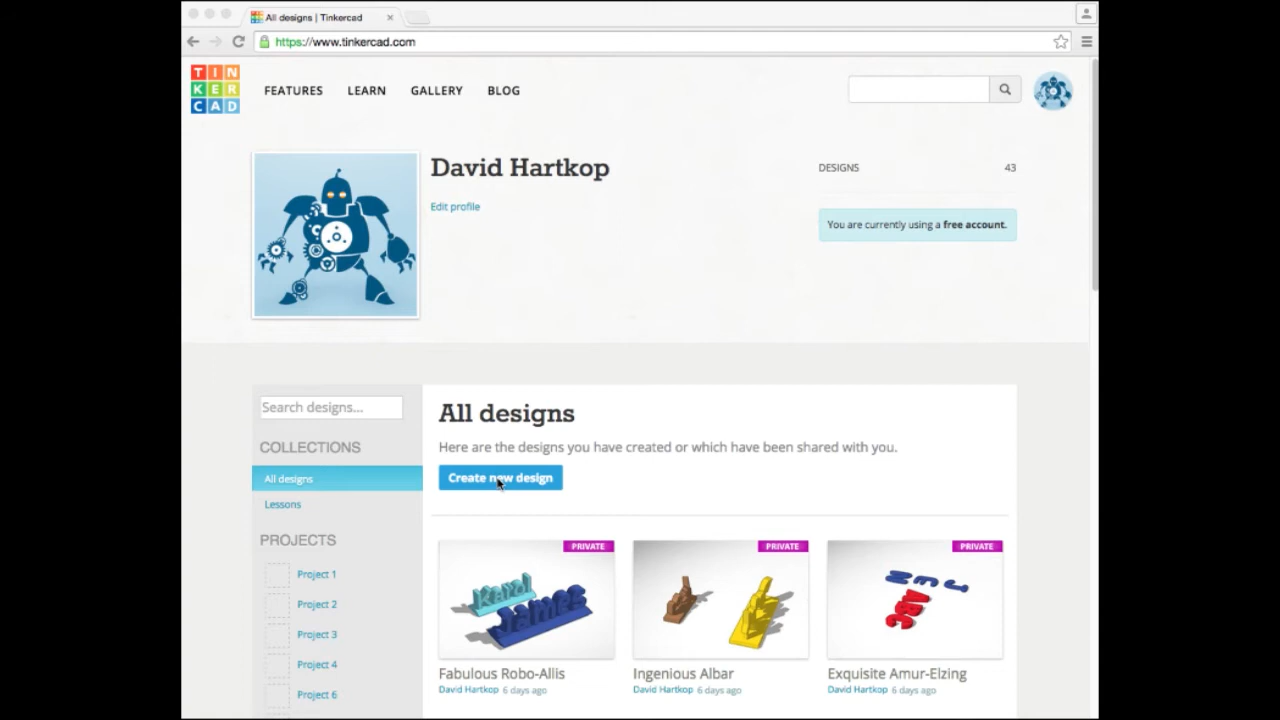 All designs | Tinkercad
https://www.tinkercad.com
TIN
KER
CAD
FEATURES LEARN GALLERY BLOG
David Hartkop
Edit profile
DESIGNS 43
You are currently using a free account.
Search designs...
COLLECTIONS
All designs
Lessons
PROJECTS
Project 1
Project 2
Project 3
Project 4
Project 6
All designs
Here are the designs you have created or which have been shared with you.
Create new design
PRIVATE
Karol
James
Fabulous Robo-Allis
David Hartkop 6 days ago
PRIVATE
Ingenious Albar
David Hartkop 6 days ago
PRIVATE
Exquisite Amur-Elzing
David Hartkop 6 days ago